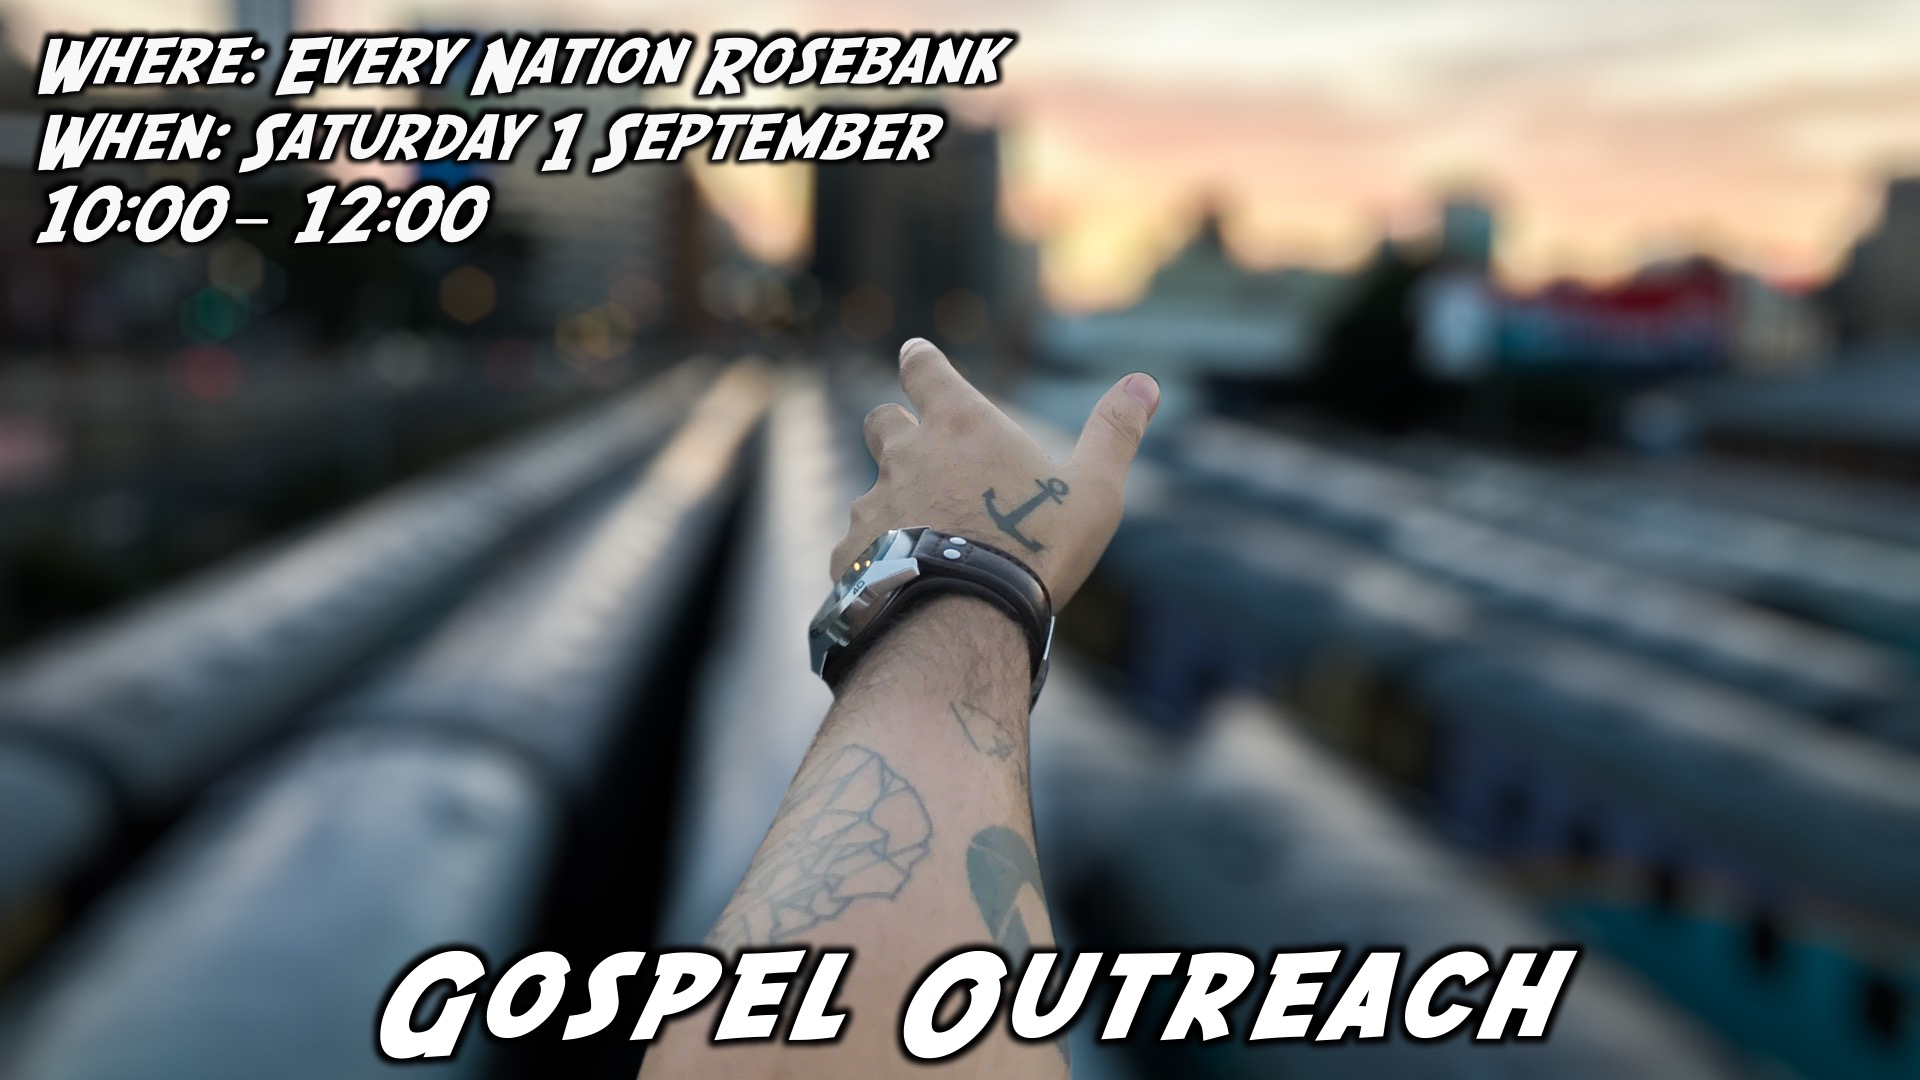 Where: Every Nation Rosebank
When: Saturday 1 September
10:00 – 12:00
Gospel Outreach